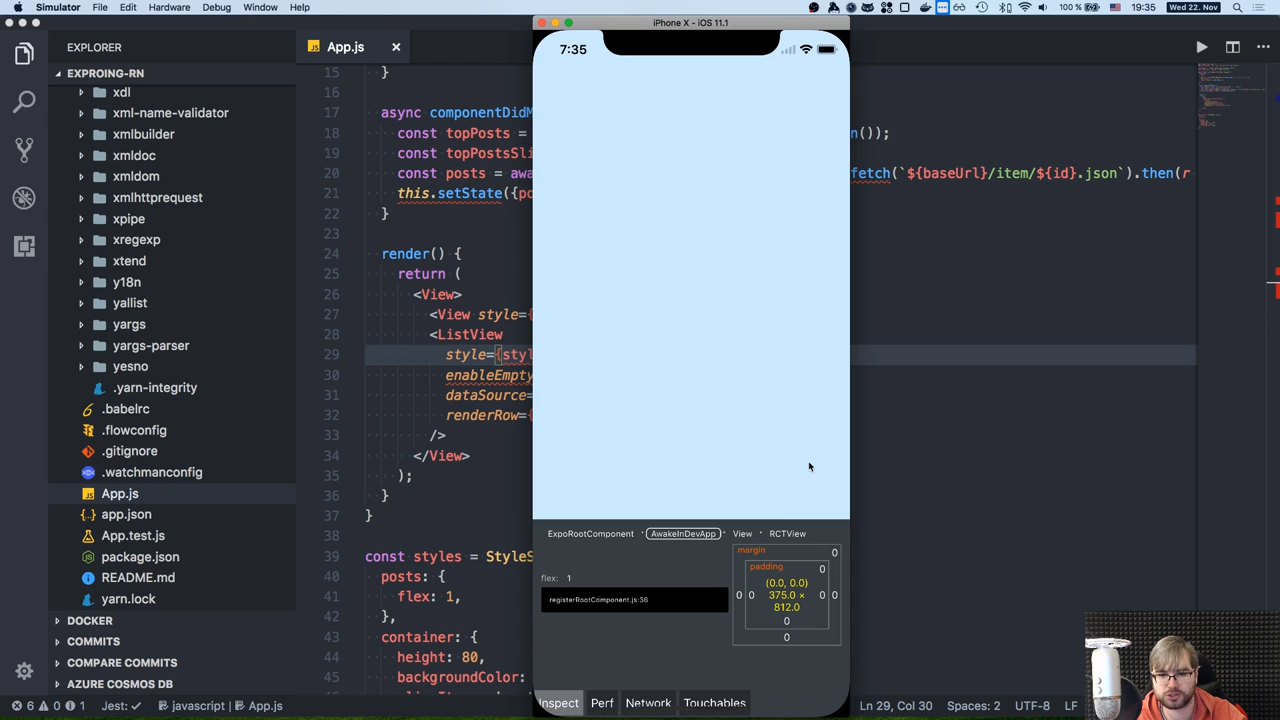 Simulator File Edit Hardware Debug Window Help
100 % 19:35 Wed 22. Nov
iPhone X - iOS 11.1
EXPLORER
App.js
EXPROING-RN
xdl
xml-name-validator
xmlbuilder
xmldoc
xmldom
xmlhttprequest
xpipe
xregexp
xtend
y18n
yallist
yargs
yargs-parser
yesno
.yarn-integrity
.babelrc
.flowconfig
.gitignore
.watchmanconfig
App.js
app.json
App.test.js
package.json
README.md
yarn.lock
DOCKER
COMMITS
COMPARE COMMITS
AZURE COSMOS DB
15 }
16
17 async componentDidM
18 const topPosts = n());
19 const topPostsSli
20 const posts = awa fetch(`${baseUrl}/item/${id}.json`).then(r
21 this.setState({po
22 }
23
24 render() {
25 return (
26 <View>
27 <View style={
28 <ListView
29 style={styl
30 enableEmpty
31 dataSource=
32 renderRow={
33 />
34 </View>
35 );
36 }
37 }
38
39 const styles = StyleS
40 posts: {
41 flex: 1,
42 },
43 container: {
44 height: 80,
45 backgroundColor:
7:35
ExpoRootComponent AwakeInDevApp View RCTView
flex: 1
registerRootComponent.js:36
margin 0
padding 0
(0.0, 0.0)
0 0 375.0 × 0 0
812.0
0
0
Inspect Perf Network Touchables
6 0 1 Jest: javascript | App.js Ln 29, Col 30 Spaces: 2 UTF-8 LF